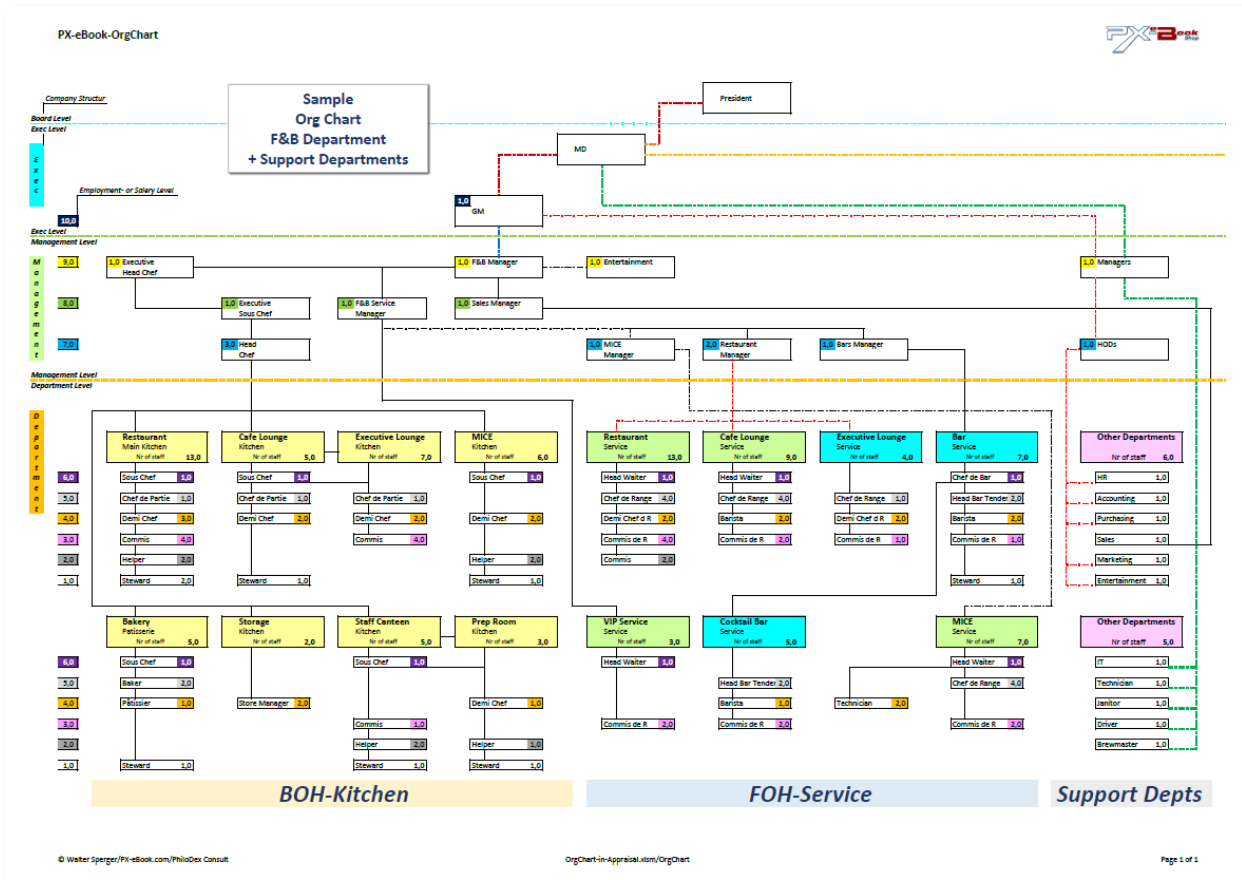 PX-eBook-OrgChart
PX-eBook Shop
Company Structur
Sample
Org Chart
F&B Department
+ Support Departments
President
Board Level
Exec Level
MD
Exec
Employment- or Salery Level
1,0
GM
10,0
Exec Level
Management Level
Management
9,0
1,0 Executive
Head Chef
1,0 F&B Manager
1,0 Entertainment
1,0 Managers
8,0
1,0 Executive
Sous Chef
1,0 F&B Service
Manager
1,0 Sales Manager
7,0
3,0 Head
Chef
1,0 MICE
Manager
2,0 Restaurant
Manager
1,0 Bars Manager
1,0 HODs
Management Level
Department Level
Department
Restaurant
Main Kitchen
Nr of staff 13,0
Cafe Lounge
Kitchen
Nr of staff 5,0
Executive Lounge
Kitchen
Nr of staff 7,0
MICE
Kitchen
Nr of staff 6,0
Restaurant
Service
Nr of staff 13,0
Cafe Lounge
Service
Nr of staff 9,0
Executive Lounge
Service
Nr of staff 4,0
Bar
Service
Nr of staff 7,0
Other Departments
Nr of staff 6,0
6,0 Sous Chef 1,0 Sous Chef 1,0 Sous Chef 1,0 Head Waiter 1,0 Head Waiter 1,0 Chef de Bar 1,0 HR 1,0
5,0 Chef de Partie 1,0 Chef de Partie 1,0 Chef de Partie 1,0 Chef de Range 4,0 Chef de Range 4,0 Chef de Range 1,0 Head Bar Tender 2,0 Accounting 1,0
4,0 Demi Chef 3,0 Demi Chef 2,0 Demi Chef 2,0 Demi Chef 2,0 Demi Chef d R 2,0 Barista 2,0 Demi Chef d R 2,0 Barista 2,0 Purchasing 1,0
3,0 Commis 4,0 Commis 4,0 Commis de R 4,0 Commis de R 2,0 Commis de R 1,0 Commis de R 1,0 Sales 1,0
2,0 Helper 2,0 Helper 2,0 Commis 2,0 Marketing 1,0
1,0 Steward 2,0 Steward 1,0 Steward 1,0 Steward 1,0 Entertainment 1,0
Bakery
Patisserie
Nr of staff 5,0
Storage
Kitchen
Nr of staff 2,0
Staff Canteen
Kitchen
Nr of staff 5,0
Prep Room
Kitchen
Nr of staff 3,0
VIP Service
Service
Nr of staff 3,0
Cocktail Bar
Service
Nr of staff 5,0
MICE
Service
Nr of staff 7,0
Other Departments
Nr of staff 5,0
6,0 Sous Chef 1,0 Sous Chef 1,0 Head Waiter 1,0 Head Waiter 1,0 IT 1,0
5,0 Baker 2,0 Head Bar Tender 2,0 Chef de Range 4,0 Technician 1,0
4,0 Pâtissier 1,0 Store Manager 2,0 Demi Chef 1,0 Barista 1,0 Technician 2,0 Janitor 1,0
3,0 Commis 1,0 Commis de R 2,0 Commis de R 2,0 Commis de R 2,0 Driver 1,0
2,0 Helper 2,0 Helper 1,0 Brewmaster 1,0
1,0 Steward 1,0 Steward 1,0 Steward 1,0
BOH-Kitchen
FOH-Service
Support Depts
© Walter Sperger/PX-eBook.com/PhiloDex Consult
OrgChart-in-Appraisal.xlsm/OrgChart
Page 1 of 1